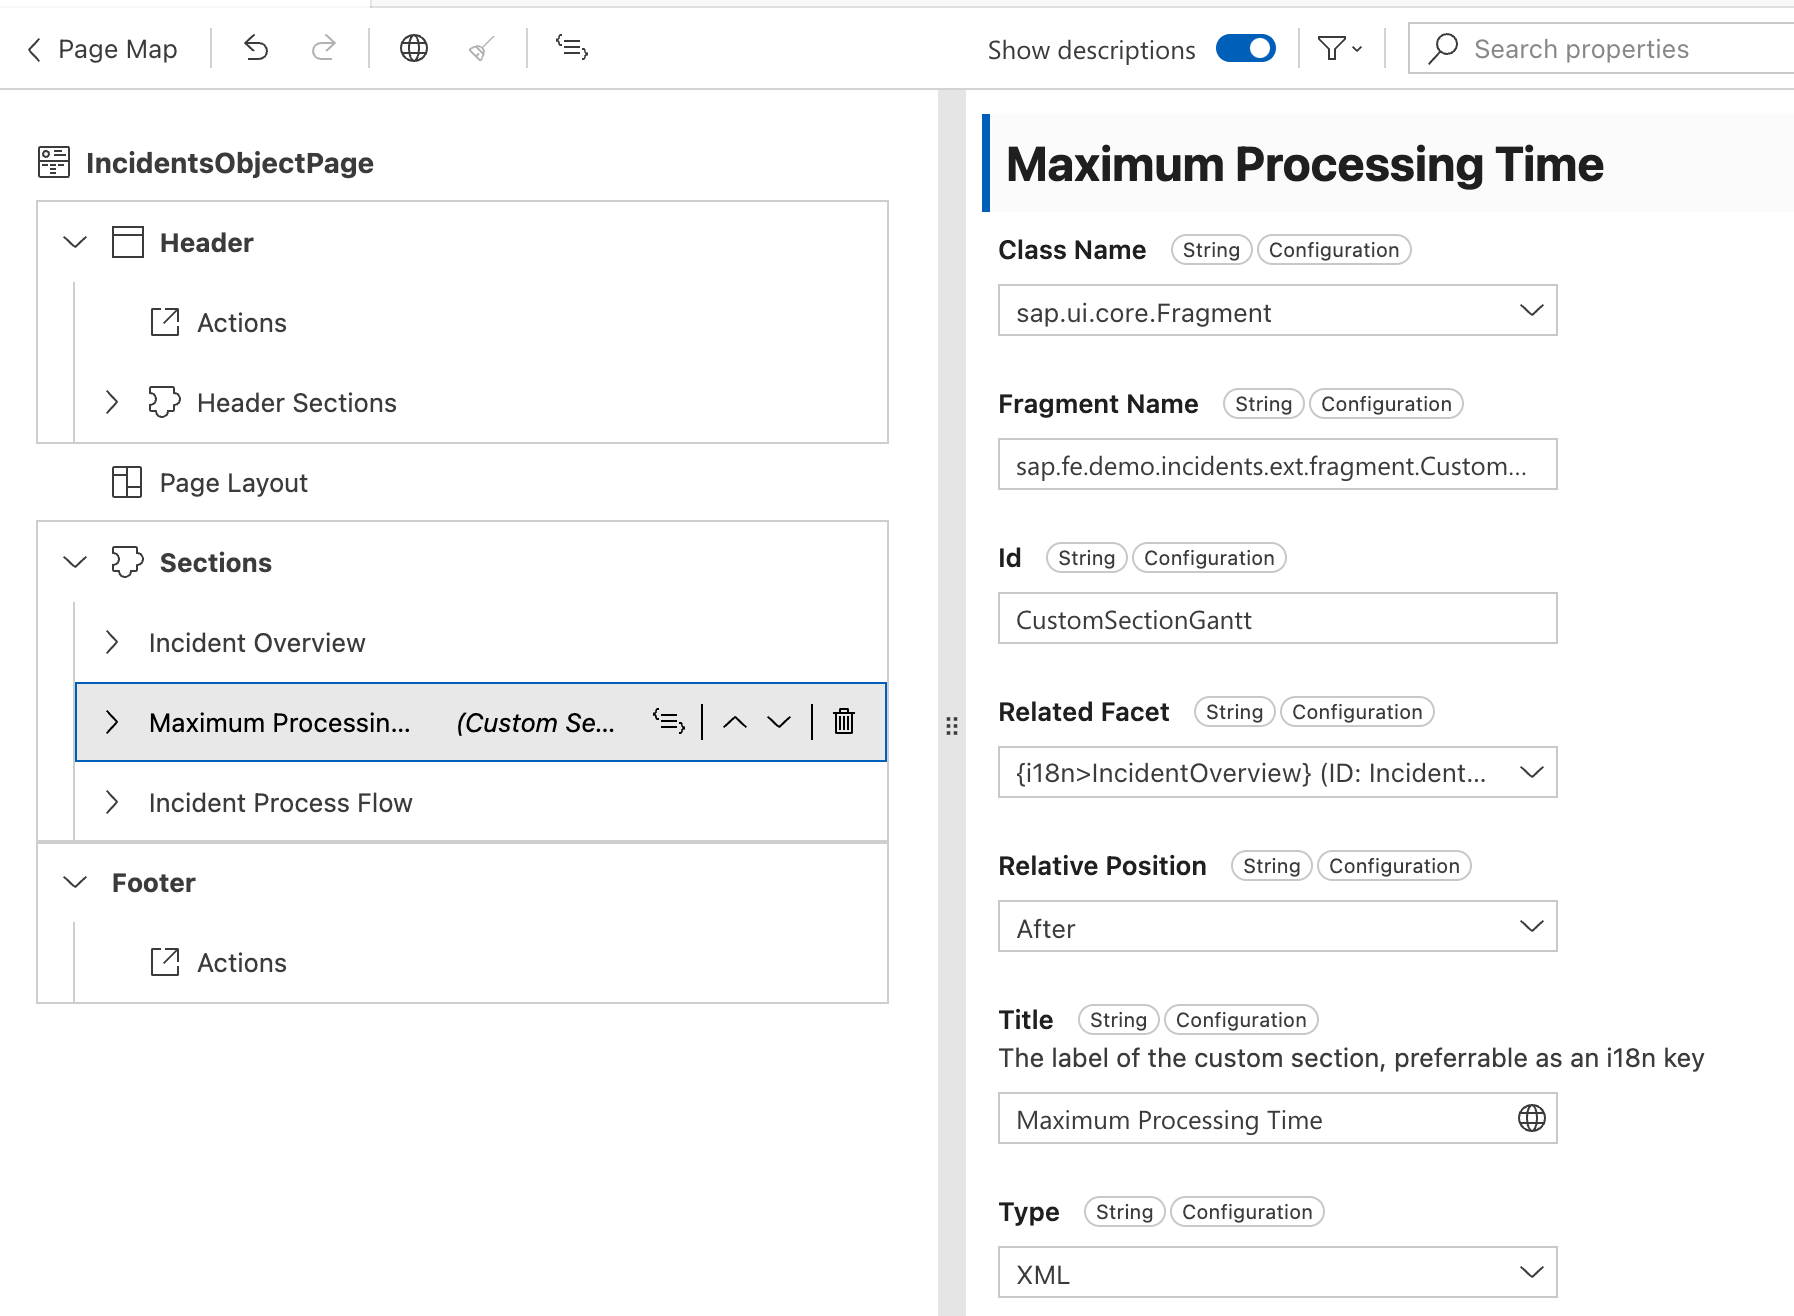 Page Map
Show descriptions
Search properties
IncidentsObjectPage
Header
Actions
Header Sections
Page Layout
Sections
Incident Overview
Maximum Processin... (Custom Se...
Incident Process Flow
Footer
Actions
Maximum Processing Time
Class Name String Configuration
sap.ui.core.Fragment
Fragment Name String Configuration
sap.fe.demo.incidents.ext.fragment.Custom...
Id String Configuration
CustomSectionGantt
Related Facet String Configuration
{i18n>IncidentOverview} (ID: Incident...
Relative Position String Configuration
After
Title String Configuration
The label of the custom section, preferrable as an i18n key
Maximum Processing Time
Type String Configuration
XML